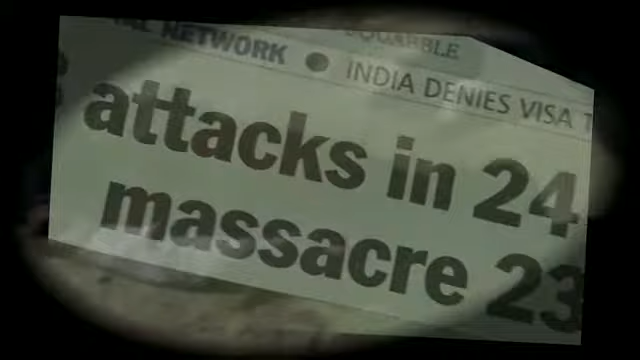 NETWORK ● INDIA DENIES VISA
attacks in 24
massacre 23